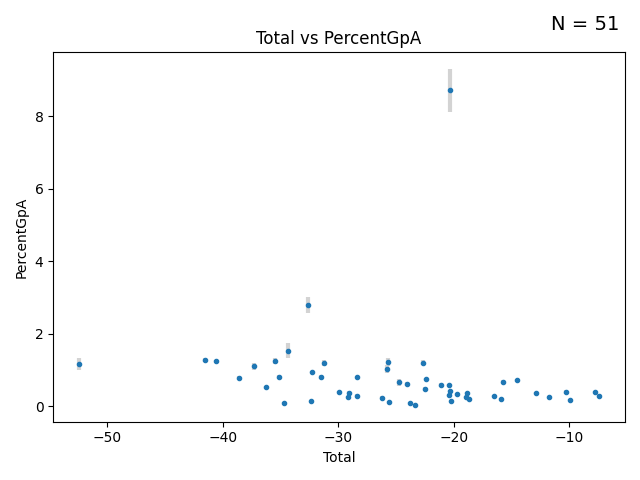 N = 51
Total vs PercentGpA
PercentGpA
8
6
4
2
0
−50 −40 −30 −20 −10
Total